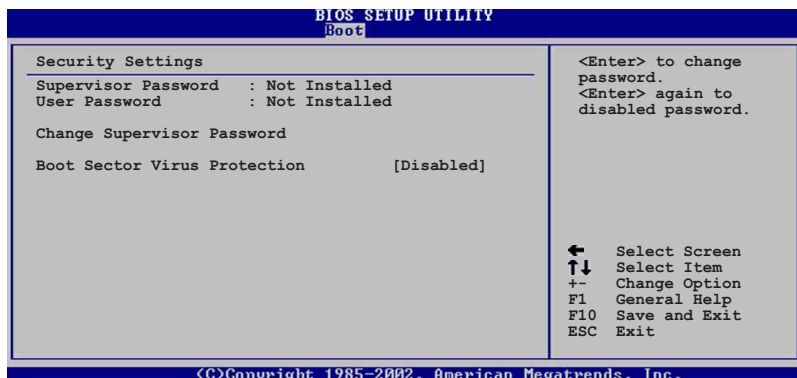 BIOS SETUP UTILITY
Boot
Security Settings
Supervisor Password : Not Installed
User Password : Not Installed
Change Supervisor Password
Boot Sector Virus Protection [Disabled]
<Enter> to change
password.
<Enter> again to
disabled password.
← Select Screen
↑↓ Select Item
+- Change Option
F1 General Help
F10 Save and Exit
ESC Exit
(C)Copyright 1985-2002, American Megatrends, Inc.